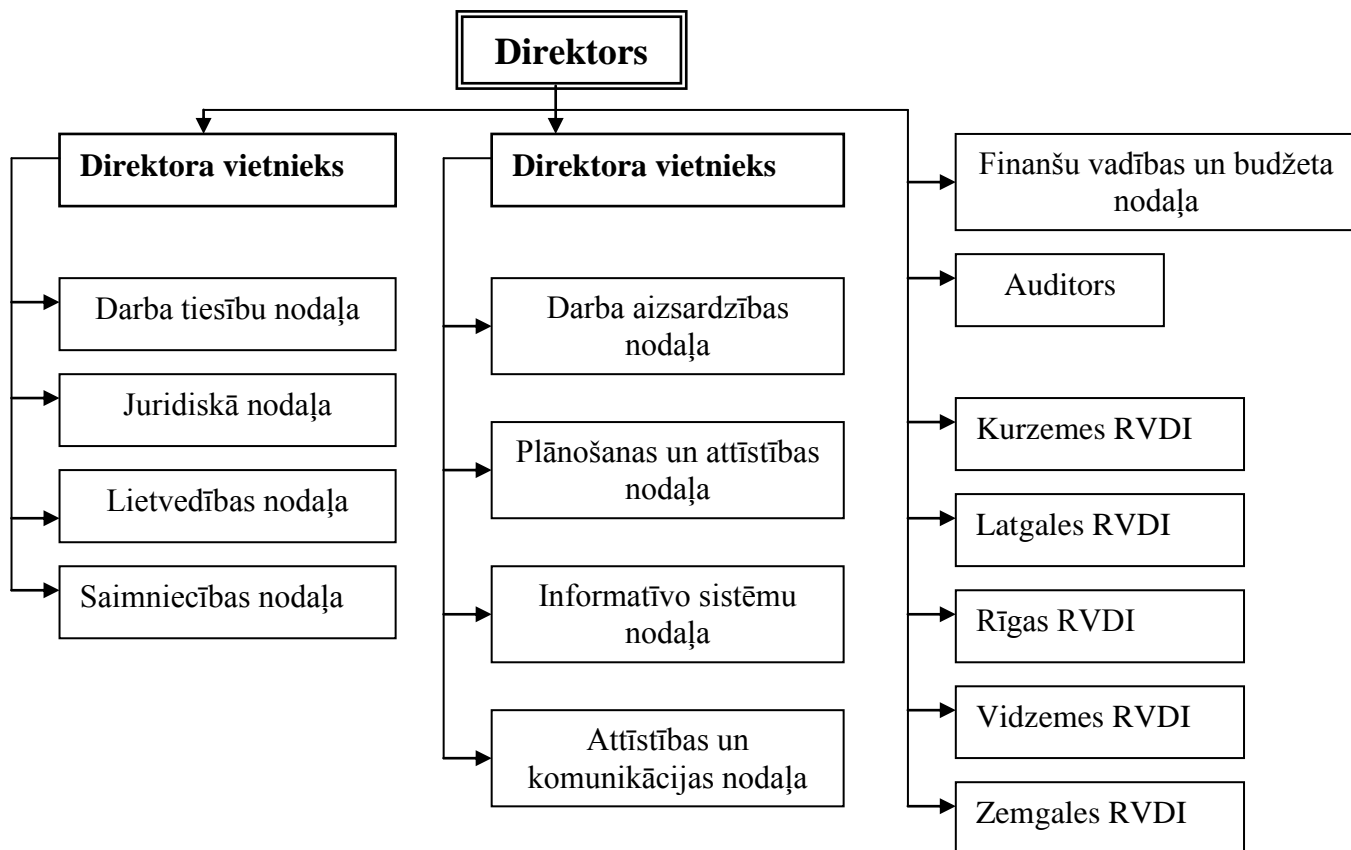 Direktors
Direktora vietnieks
Darba tiesību nodaļa
Juridiskā nodaļa
Lietvedības nodaļa
Saimniecības nodaļa
Direktora vietnieks
Darba aizsardzības
nodaļa
Plānošanas un attīstības
nodaļa
Informatīvo sistēmu
nodaļa
Attīstības un
komunikācijas nodaļa
Finanšu vadības un budžeta
nodaļa
Auditors
Kurzemes RVDI
Latgales RVDI
Rīgas RVDI
Vidzemes RVDI
Zemgales RVDI